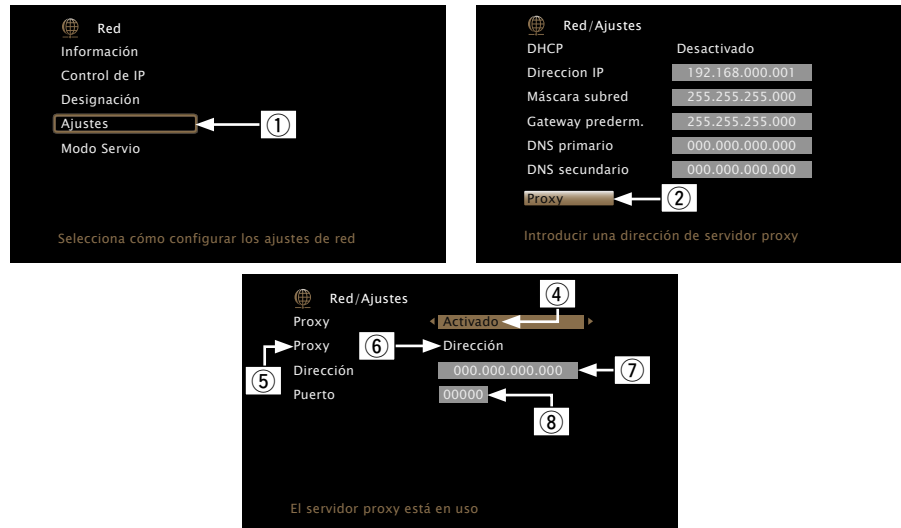 Red
Información
Control de IP
Designación
Ajustes
①
Modo Servio
Selecciona cómo configurar los ajustes de red
Red/Ajustes
DHCP Desactivado
Direccion IP 192.168.000.001
Máscara subred 255.255.255.000
Gateway prederm. 255.255.255.000
DNS primario 000.000.000.000
DNS secundario 000.000.000.000
Proxy ②
Introducir una dirección de servidor proxy
Red/Ajustes
④
Proxy Activado
⑤ Proxy ⑥ Dirección
Dirección 000.000.000.000 ⑦
Puerto 00000
⑧
El servidor proxy está en uso